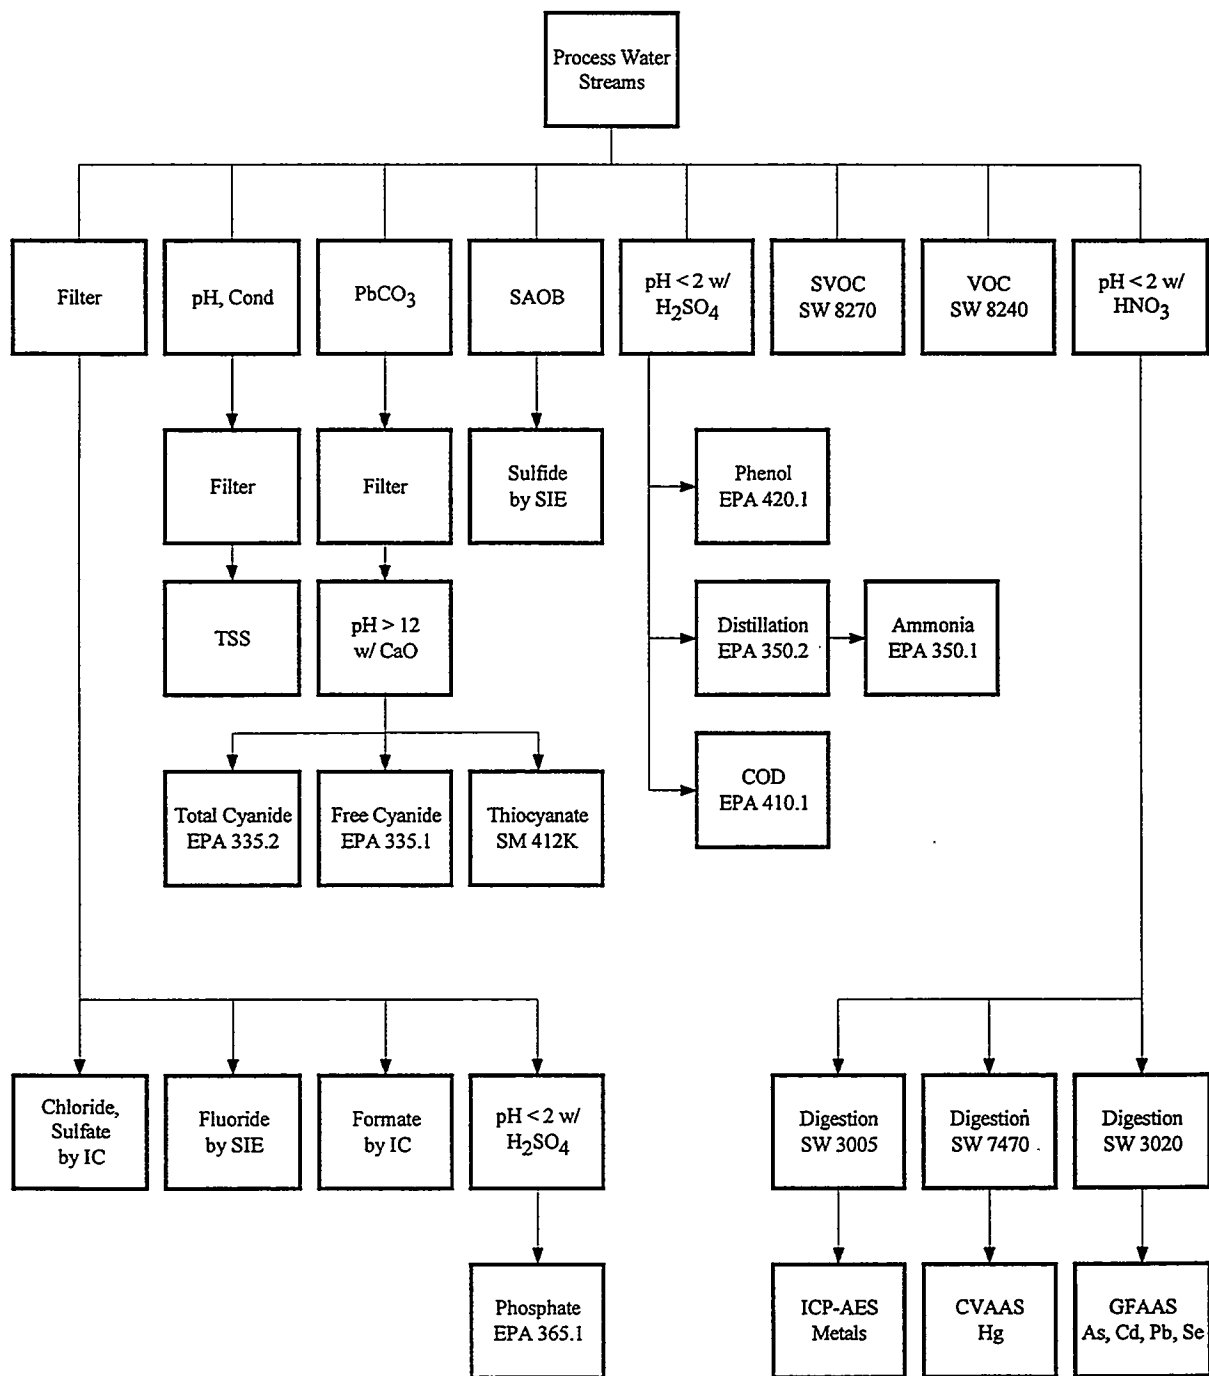 Process Water
Streams
Filter
pH, Cond
PbCO3
SAOB
pH < 2 w/
H2SO4
SVOC
SW 8270
VOC
SW 8240
pH < 2 w/
HNO3
Filter
Filter
Sulfide
by SIE
Phenol
EPA 420.1
TSS
pH > 12
w/ CaO
Distillation
EPA 350.2
Ammonia
EPA 350.1
Total Cyanide
EPA 335.2
Free Cyanide
EPA 335.1
Thiocyanate
SM 412K
COD
EPA 410.1
Chloride,
Sulfate
by IC
Fluoride
by SIE
Formate
by IC
pH < 2 w/
H2SO4
Digestion
SW 3005
Digestion
SW 7470
Digestion
SW 3020
Phosphate
EPA 365.1
ICP-AES
Metals
CVAAS
Hg
GFAAS
As, Cd, Pb, Se